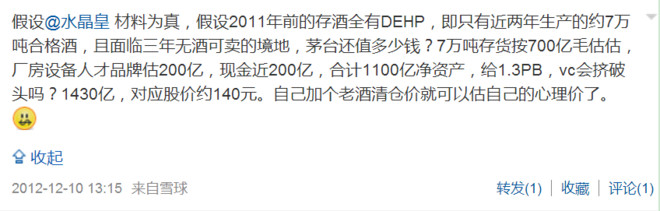 假设@水晶皇 材料为真，假设2011年前的存酒全有DEHP，即只有近两年生产的约7万
吨合格酒，且面临三年无酒可卖的境地，茅台还值多少钱？7万吨存货按700亿毛估估，
厂房设备人才品牌估200亿，现金近200亿，合计1100亿净资产，给1.3PB，vc会挤破
头吗？1430亿，对应股价约140元。自己加个老酒清仓价就可以估自己的心理价了。
收起
2012-12-10 13:15 来自雪球 转发(1) 收藏 评论(1)